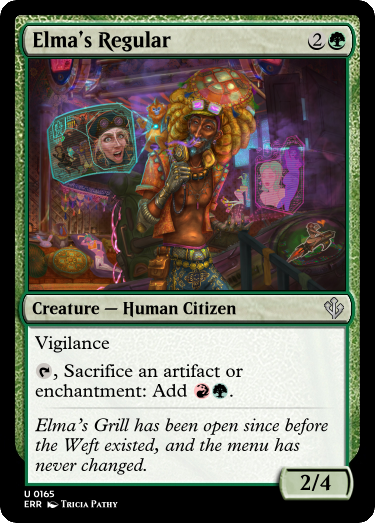 Elma's Regular 2
Creature — Human Citizen
Vigilance
, Sacrifice an artifact or
enchantment: Add .
Elma's Grill has been open since before
the Weft existed, and the menu has
never changed.
2/4
U 0165
ERR Tricia Pathy